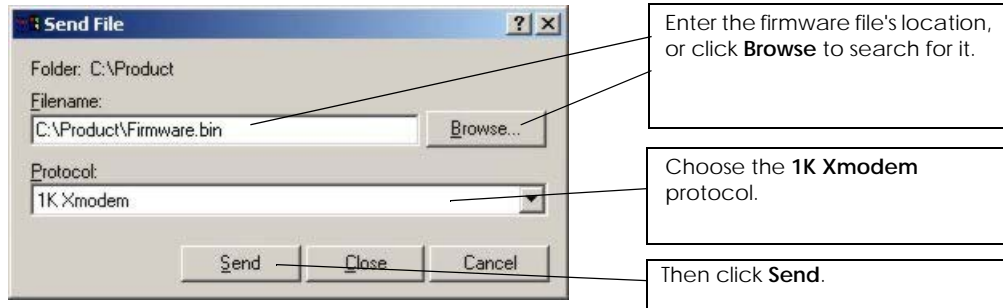 Send File
Folder: C:\Product
Filename:
C:\Product\Firmware.bin
Browse...
Protocol:
1K Xmodem
Send
Close
Cancel
Enter the firmware file's location,
or click Browse to search for it.
Choose the 1K Xmodem
protocol.
Then click Send.